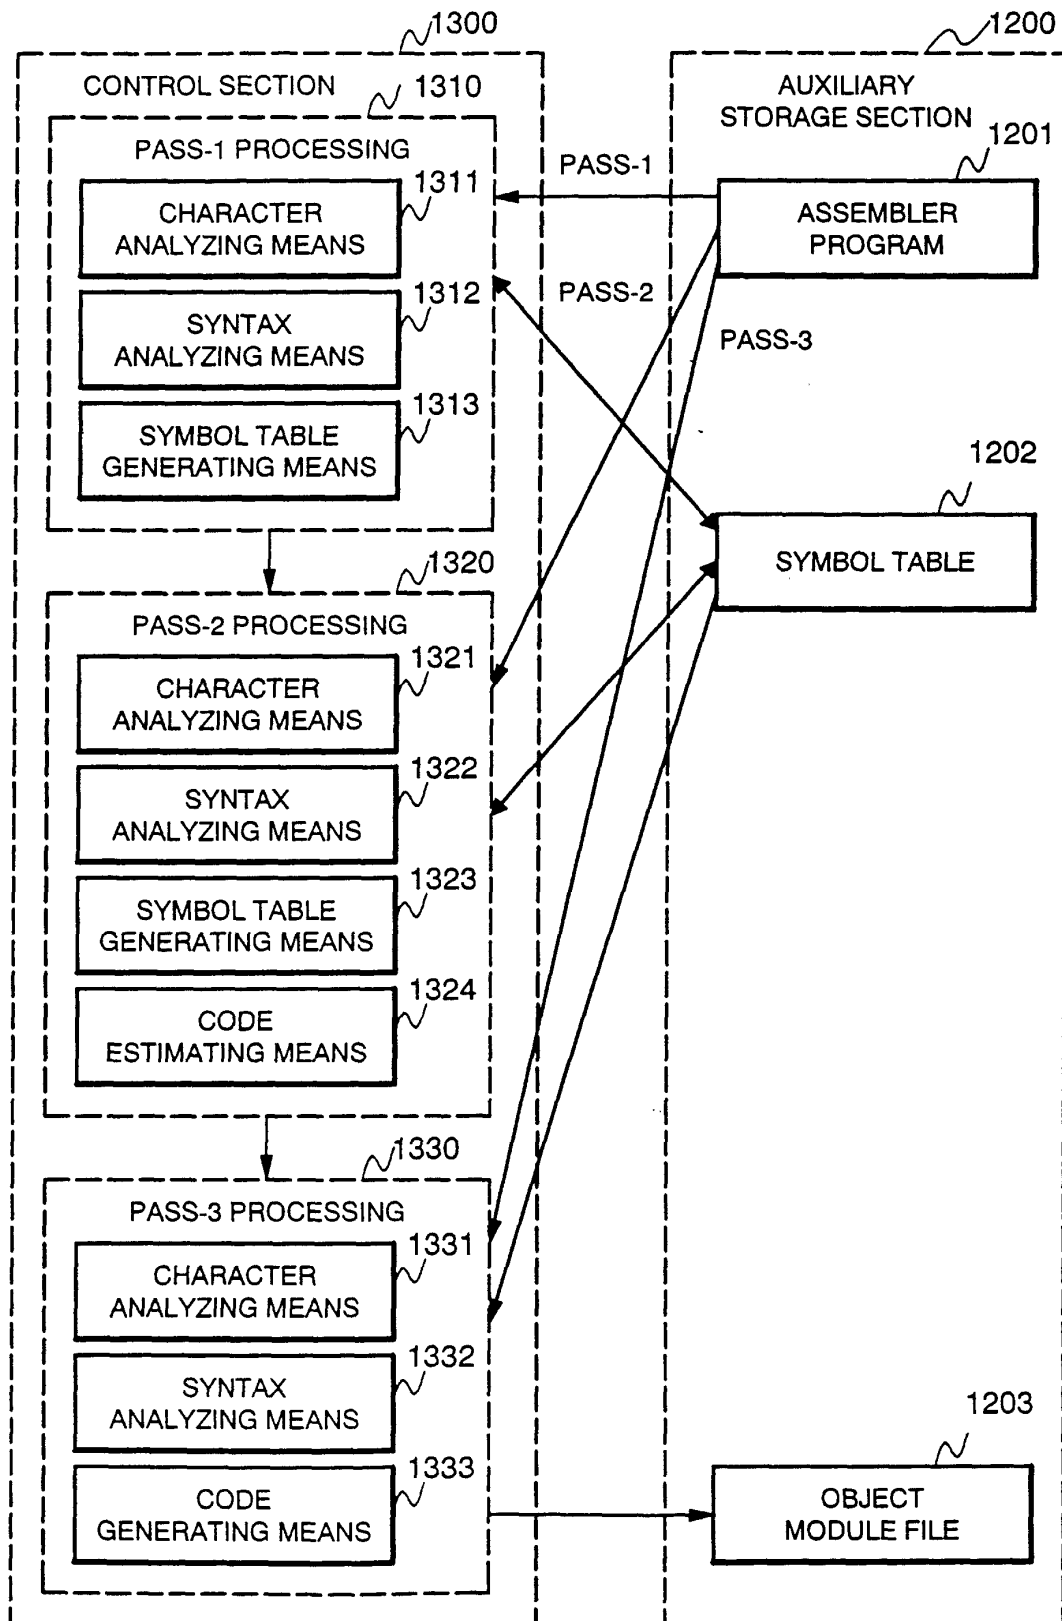 1300
1200
CONTROL SECTION
1310
AUXILIARY
STORAGE SECTION
1201
PASS-1 PROCESSING
1311
PASS-1
CHARACTER
ANALYZING MEANS
ASSEMBLER
PROGRAM
1312
PASS-2
SYNTAX
ANALYZING MEANS
PASS-3
1313
SYMBOL TABLE
GENERATING MEANS
1202
SYMBOL TABLE
1320
PASS-2 PROCESSING
1321
CHARACTER
ANALYZING MEANS
1322
SYNTAX
ANALYZING MEANS
1323
SYMBOL TABLE
GENERATING MEANS
1324
CODE
ESTIMATING MEANS
1330
PASS-3 PROCESSING
1331
CHARACTER
ANALYZING MEANS
1332
SYNTAX
ANALYZING MEANS
1203
1333
CODE
GENERATING MEANS
OBJECT
MODULE FILE